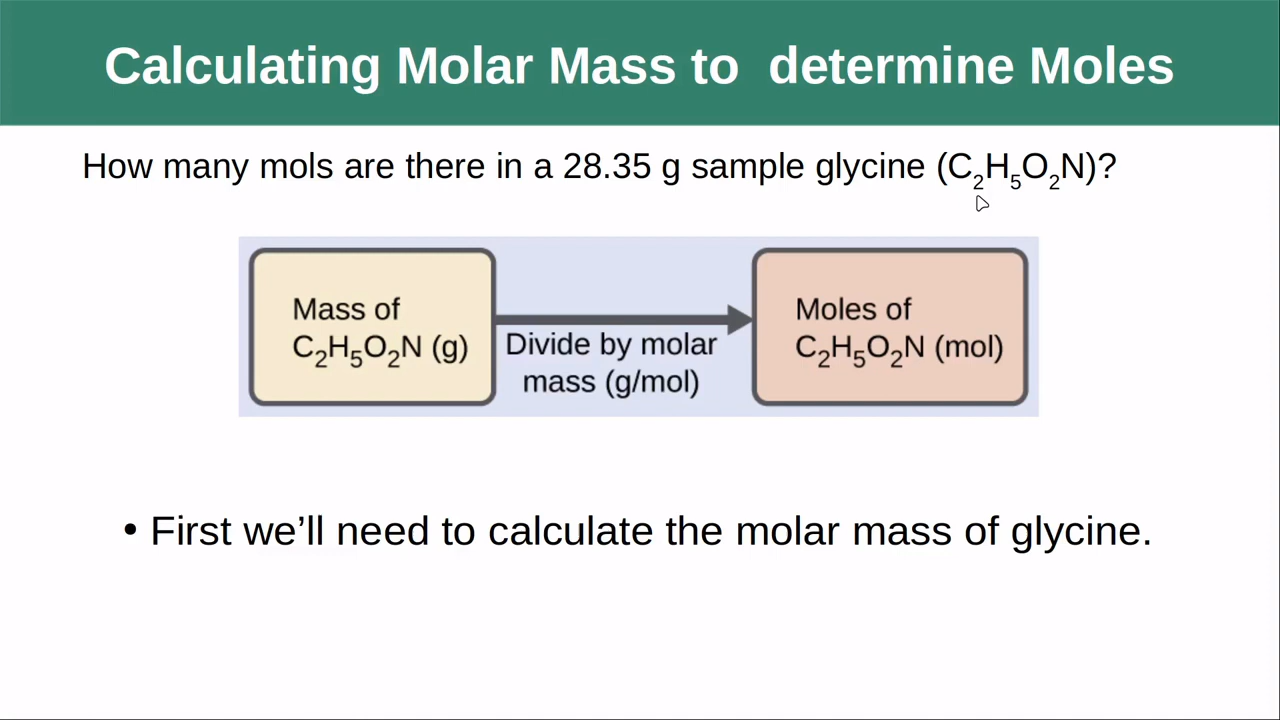 Calculating Molar Mass to  determine Moles
How many mols are there in a 28.35 g sample glycine (C₂H₅O₂N)?
Mass of
C₂H₅O₂N (g)
Divide by molar
mass (g/mol)
Moles of
C₂H₅O₂N (mol)
• First we’ll need to calculate the molar mass of glycine.